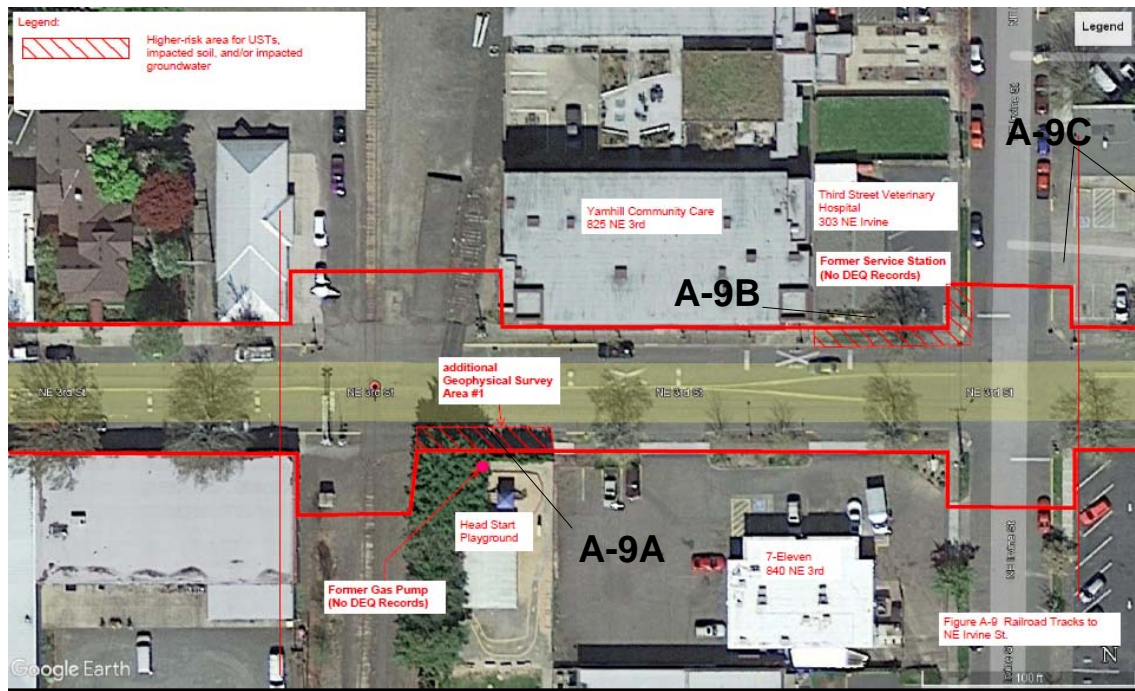 Legend:
Higher-risk area for USTs,
impacted soil, and/or impacted
groundwater
Legend
A-9C
Yamhill Community Care
825 NE 3rd
Third Street Veterinary
Hospital
303 NE Irvine
Former Service Station
(No DEQ Records)
A-9B
additional
Geophysical Survey
Area #1
NE 3rd St
NE 3rd St
NE 3rd St
NE 3rd St
A-9A
Head Start
Playground
7-Eleven
840 NE 3rd
Former Gas Pump
(No DEQ Records)
Figure A-9 Railroad Tracks to
NE Irvine St.
Google Earth
N
100 ft